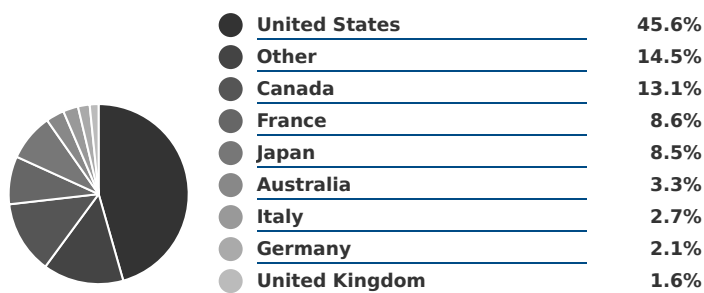 United States 45.6%
Other 14.5%
Canada 13.1%
France 8.6%
Japan 8.5%
Australia 3.3%
Italy 2.7%
Germany 2.1%
United Kingdom 1.6%